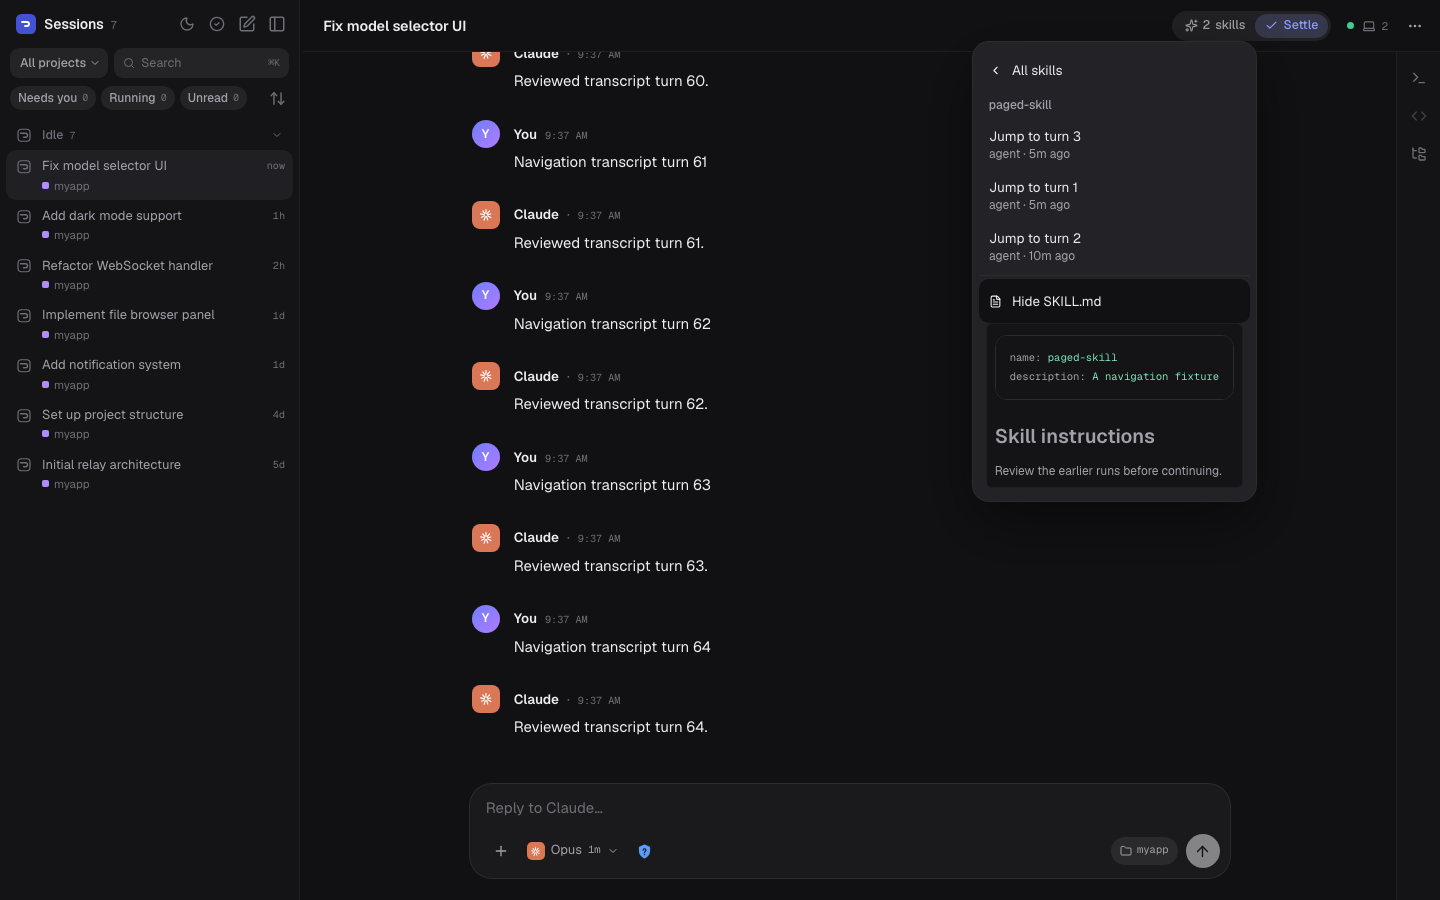 Sessions 7
All projects
Search ⌘K
Needs you 0
Running 0
Unread 0
Idle 7
Fix model selector UI now
myapp
Add dark mode support 1h
myapp
Refactor WebSocket handler 2h
myapp
Implement file browser panel 1d
myapp
Add notification system 1d
myapp
Set up project structure 4d
myapp
Initial relay architecture 5d
myapp
Fix model selector UI
2 skills
Settle
2
Claude · 9:37 AM
Reviewed transcript turn 60.
Y You 9:37 AM
Navigation transcript turn 61
Claude · 9:37 AM
Reviewed transcript turn 61.
Y You 9:37 AM
Navigation transcript turn 62
Claude · 9:37 AM
Reviewed transcript turn 62.
Y You 9:37 AM
Navigation transcript turn 63
Claude · 9:37 AM
Reviewed transcript turn 63.
Y You 9:37 AM
Navigation transcript turn 64
Claude · 9:37 AM
Reviewed transcript turn 64.
Reply to Claude...
Opus 1m
myapp
All skills
paged-skill
Jump to turn 3
agent · 5m ago
Jump to turn 1
agent · 5m ago
Jump to turn 2
agent · 10m ago
Hide SKILL.md
name: paged-skill
description: A navigation fixture
Skill instructions
Review the earlier runs before continuing.